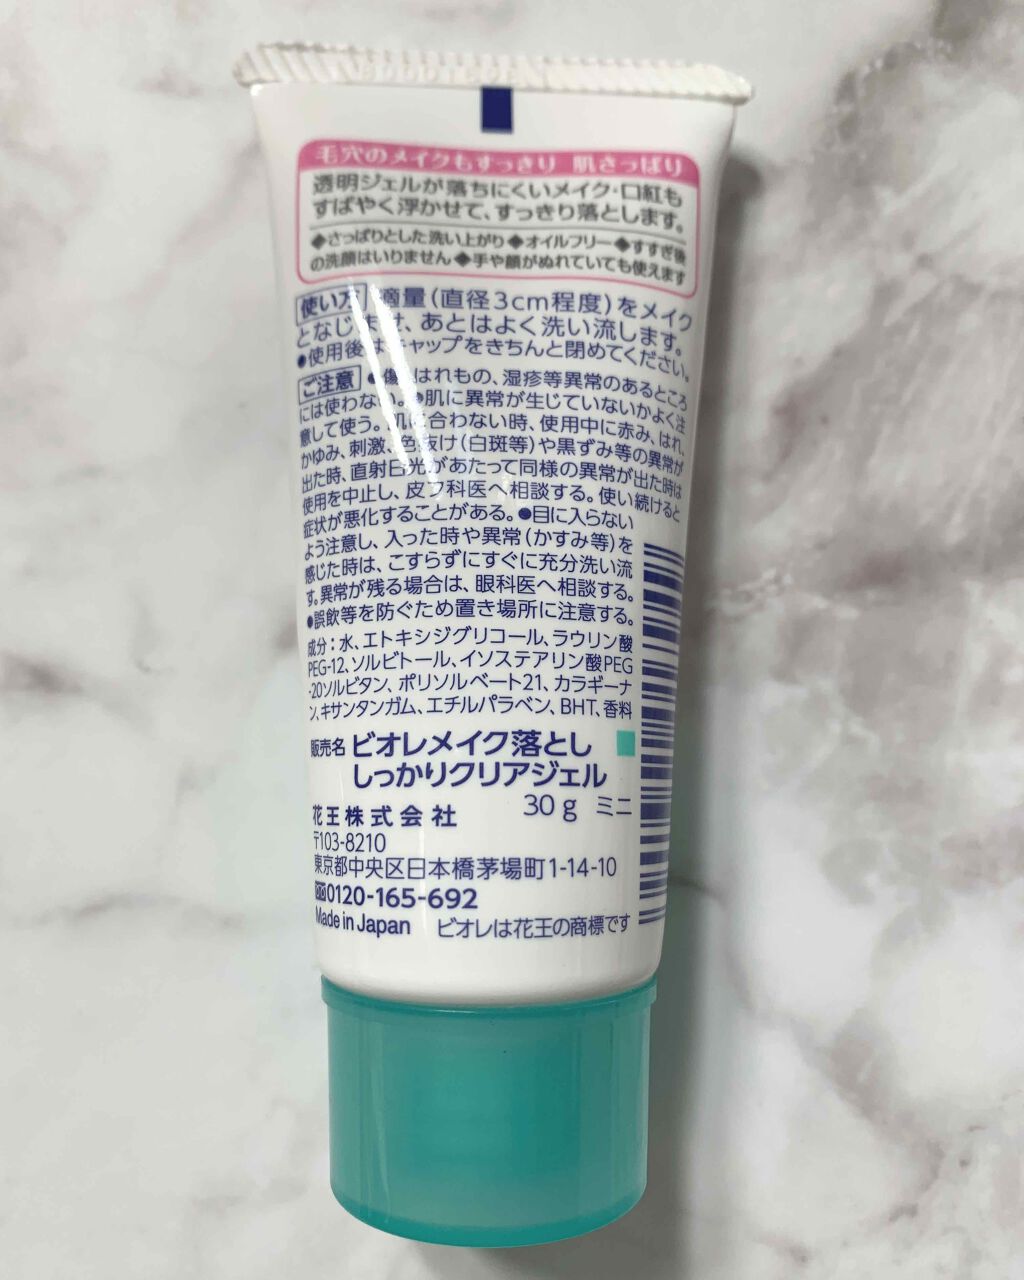 毛穴のメイクもすっきり 肌さっぱり
透明ジェルが落ちにくいメイク・口紅も
すばやく浮かせて、すっきり落とします。
◆さっぱりとした洗い上がり◆オイルフリー◆すすぎ後
の洗顔はいりません◆手や顔がぬれていても使えます
使い方 適量(直径3cm程度)をメイク
となじませ、あとはよく洗い流します。
●使用後はキャップをきちんと閉めてください。
ご注意 ●傷、はれもの、湿疹等異常のあるところ
には使わない。●肌に異常が生じていないかよく注
意して使う。肌に合わない時、使用中に赤み、はれ、
かゆみ、刺激、色抜け(白斑等)や黒ずみ等の異常が
出た時、直射日光があたって同様の異常が出た時は
使用を中止し、皮フ科医へ相談する。使い続けると
症状が悪化することがある。●目に入らない
よう注意し、入った時や異常(かすみ等)を
感じた時は、こすらずにすぐに充分洗い流
す。異常が残る場合は、眼科医へ相談する。
●誤飲等を防ぐため置き場所に注意する。
成分：水、エトキシジグリコール、ラウリン酸
PEG-12、ソルビトール、イソステアリン酸PEG
-20ソルビタン、ポリソルベート21、カラギーナ
ン、キサンタンガム、エチルパラベン、BHT、香料
販売名 ビオレメイク落とし
しっかりクリアジェル
30g ミニ
花王株式会社
〒103-8210
東京都中央区日本橋茅場町1-14-10
0120-165-692
Made in Japan ビオレは花王の商標です